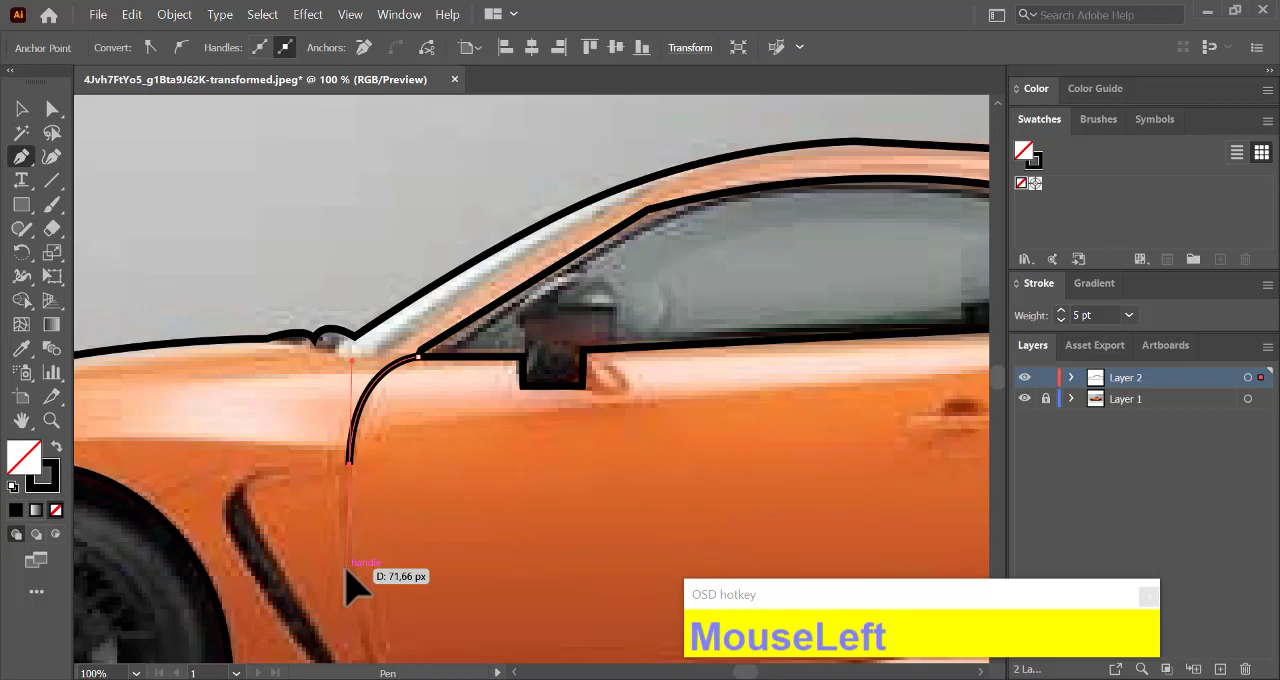 Ai File Edit Object Type Select Effect View Window Help Search Adobe Help
Anchor Point Convert: Handles: Anchors: Transform
4Jvh7FtYo5_g1Bta9J62K-transformed.jpeg* @ 100 % (RGB/Preview)
Color Color Guide
Swatches Brushes Symbols
Stroke Gradient
Weight: 5 pt
Layers Asset Export Artboards
Layer 2
Layer 1
handle
D: 71,66 px
OSD hotkey
MouseLeft
100% 1 Pen 2 La...